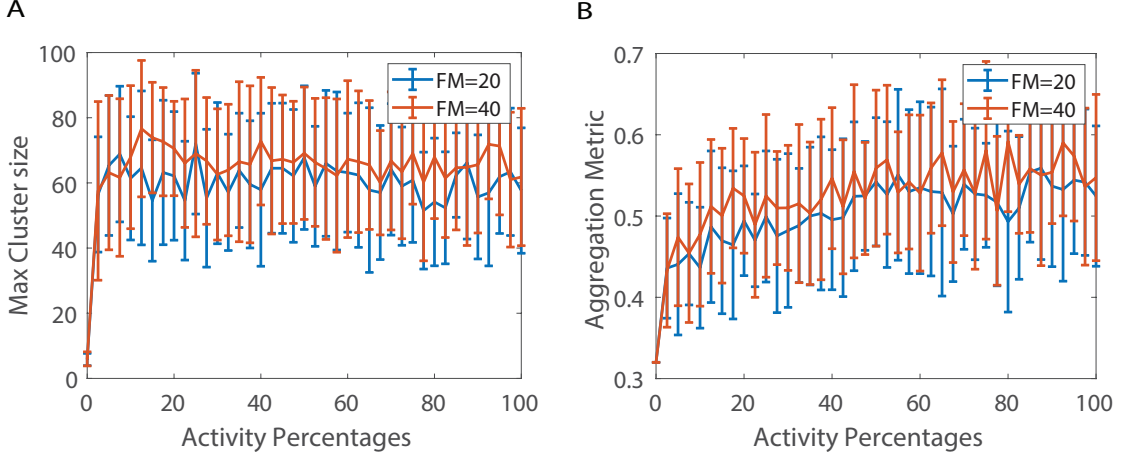 A
100
80
60
40
20
0
Max Cluster size
FM=20
FM=40
0 20 40 60 80 100
Activity Percentages
B
0.7
0.6
0.5
0.4
0.3
Aggregation Metric
FM=20
FM=40
0 20 40 60 80 100
Activity Percentages